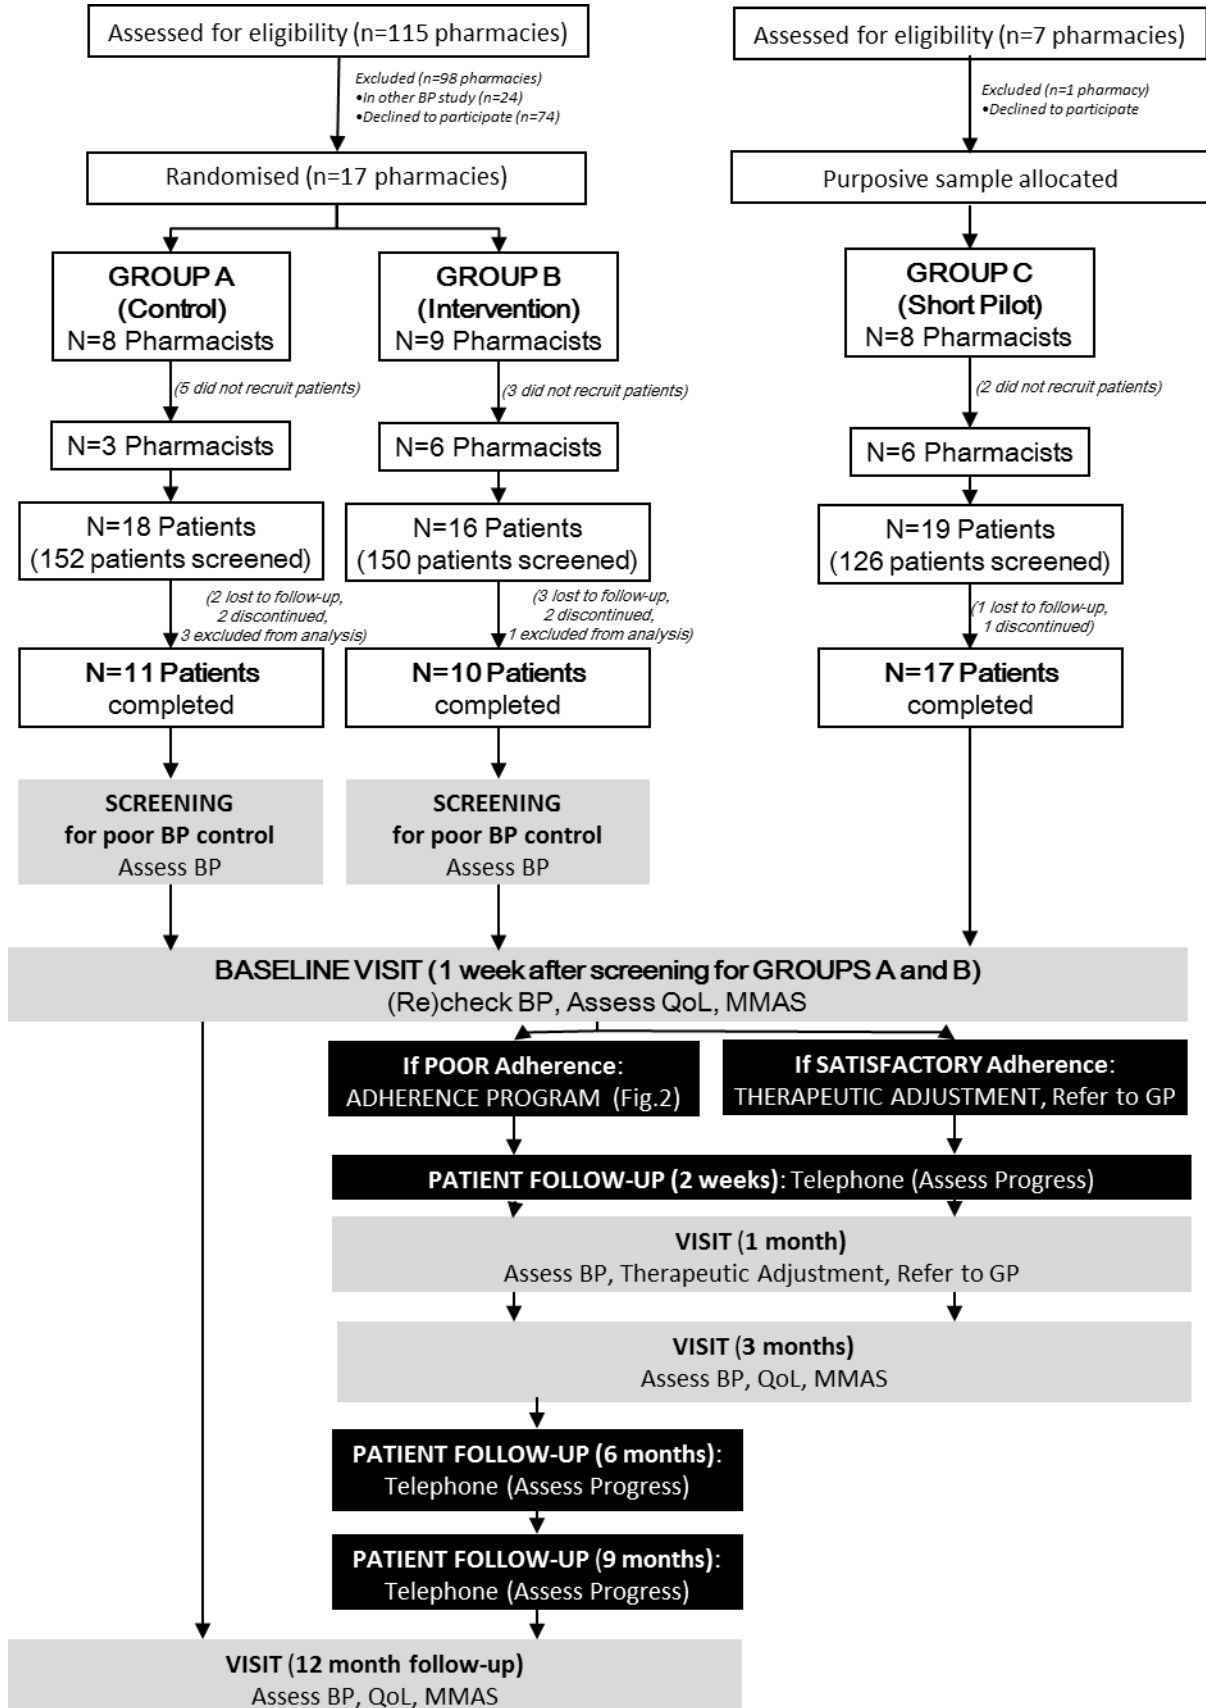 Assessed for eligibility (n=115 pharmacies)
Excluded (n=98 pharmacies)
•In other BP study (n=24)
•Declined to participate (n=74)
Randomised (n=17 pharmacies)
Assessed for eligibility (n=7 pharmacies)
Excluded (n=1 pharmacy)
•Declined to participate
Purposive sample allocated
GROUP A
(Control)
N=8 Pharmacists
(5 did not recruit patients)
N=3 Pharmacists
N=18 Patients
(152 patients screened)
(2 lost to follow-up,
2 discontinued,
3 excluded from analysis)
N=11 Patients
completed
SCREENING
for poor BP control
Assess BP
GROUP B
(Intervention)
N=9 Pharmacists
(3 did not recruit patients)
N=6 Pharmacists
N=16 Patients
(150 patients screened)
(3 lost to follow-up,
2 discontinued,
1 excluded from analysis)
N=10 Patients
completed
SCREENING
for poor BP control
Assess BP
GROUP C
(Short Pilot)
N=8 Pharmacists
(2 did not recruit patients)
N=6 Pharmacists
N=19 Patients
(126 patients screened)
(1 lost to follow-up,
1 discontinued)
N=17 Patients
completed
BASELINE VISIT (1 week after screening for GROUPS A and B)
(Re)check BP, Assess QoL, MMAS
If POOR Adherence:
ADHERENCE PROGRAM (Fig.2)
If SATISFACTORY Adherence:
THERAPEUTIC ADJUSTMENT, Refer to GP
PATIENT FOLLOW-UP (2 weeks): Telephone (Assess Progress)
VISIT (1 month)
Assess BP, Therapeutic Adjustment, Refer to GP
VISIT (3 months)
Assess BP, QoL, MMAS
PATIENT FOLLOW-UP (6 months):
Telephone (Assess Progress)
PATIENT FOLLOW-UP (9 months):
Telephone (Assess Progress)
VISIT (12 month follow-up)
Assess BP, QoL, MMAS